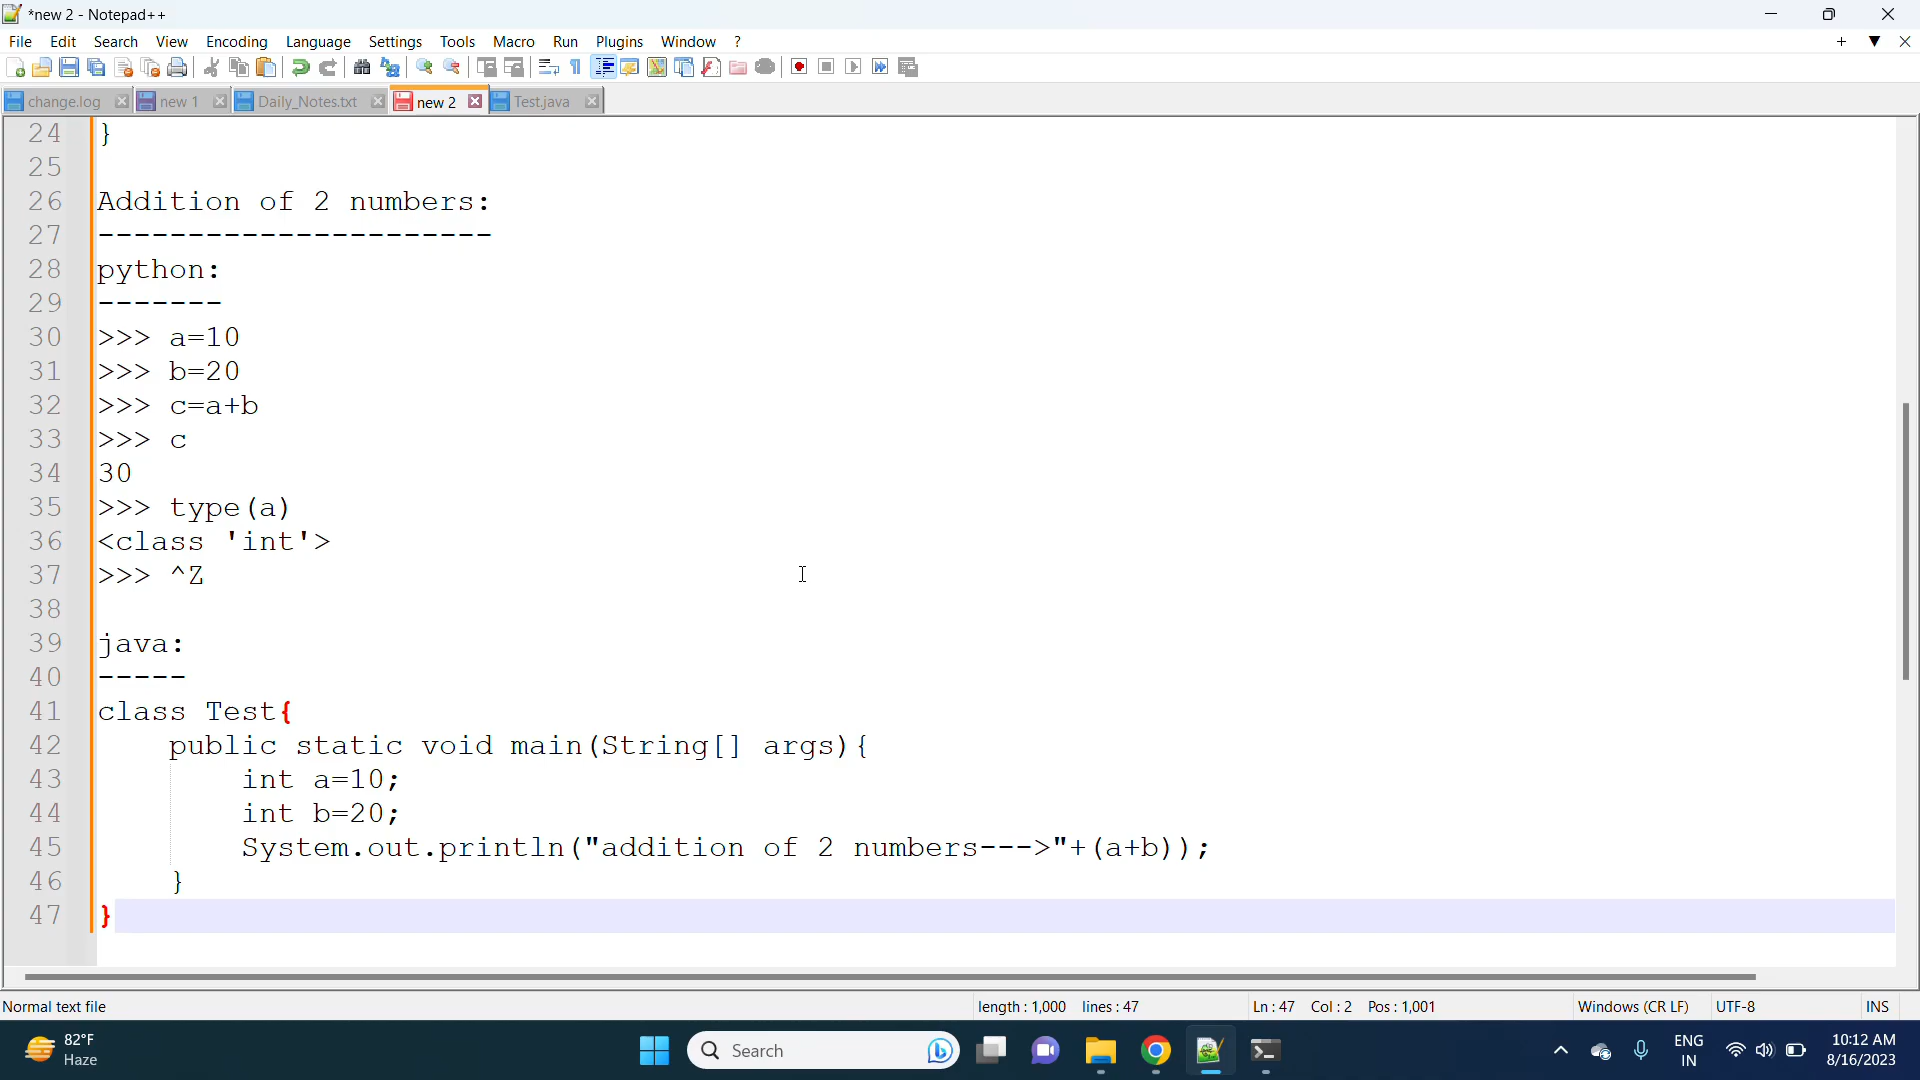 *new 2 - Notepad++
File Edit Search View Encoding Language Settings Tools Macro Run Plugins Window ?
change.log new 1 Daily_Notes.txt new 2 Test.java
24 }
25
26 Addition of 2 numbers:
27 ----------------------
28 python:
29 -------
30 >>> a=10
31 >>> b=20
32 >>> c=a+b
33 >>> c
34 30
35 >>> type(a)
36 <class 'int'>
37 >>> ^Z
38
39 java:
40 -----
41 class Test{
42     public static void main(String[] args){
43         int a=10;
44         int b=20;
45         System.out.println("addition of 2 numbers--->"+(a+b));
46     }
47 }
Normal text file length : 1,000 lines : 47 Ln : 47 Col : 2 Pos : 1,001 Windows (CR LF) UTF-8 INS
82°F
Haze
Search
ENG
IN
10:12 AM
8/16/2023